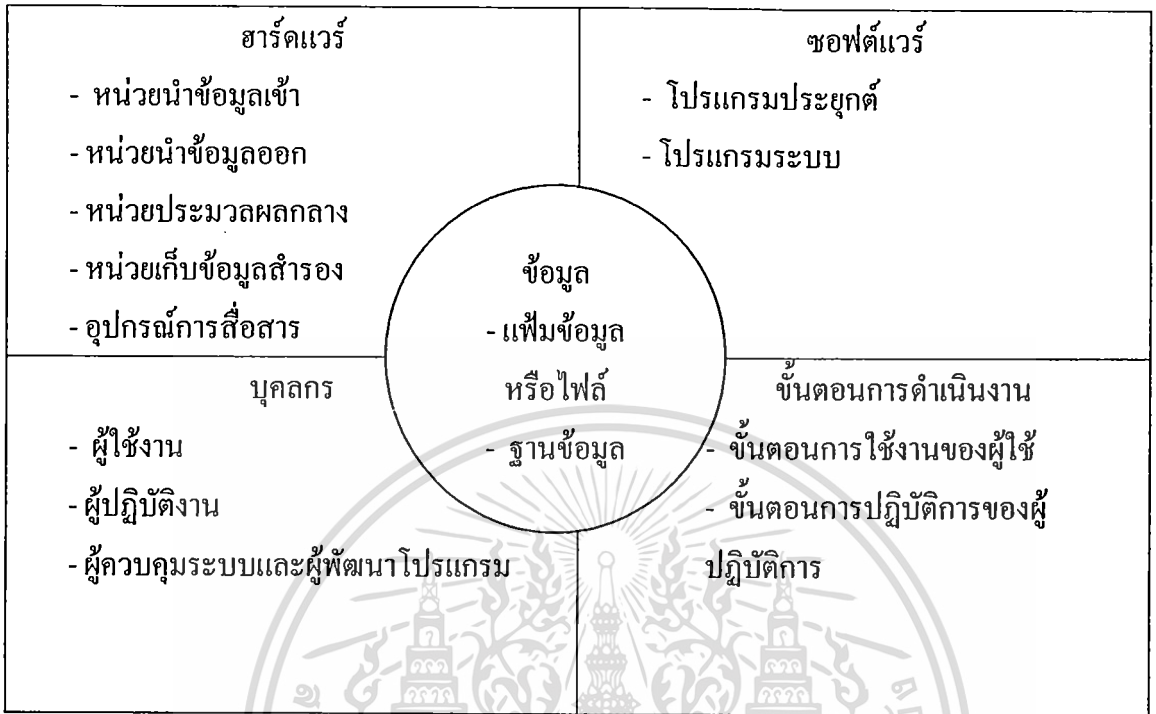 ฮาร์ดแวร์
- หน่วยนำข้อมูลเข้า
- หน่วยนำข้อมูลออก
- หน่วยประมวลผลกลาง
- หน่วยเก็บข้อมูลสำรอง
- อุปกรณ์การสื่อสาร
ซอฟต์แวร์
- โปรแกรมประยุกต์
- โปรแกรมระบบ
ข้อมูล
- แฟ้มข้อมูล
หรือไฟล์
- ฐานข้อมูล
บุคลกร
- ผู้ใช้งาน
- ผู้ปฏิบัติงาน
- ผู้ควบคุมระบบและผู้พัฒนาโปรแกรม
ขั้นตอนการดำเนินงาน
- ขั้นตอนการใช้งานของผู้ใช้
- ขั้นตอนการปฏิบัติการของผู้
ปฏิบัติการ